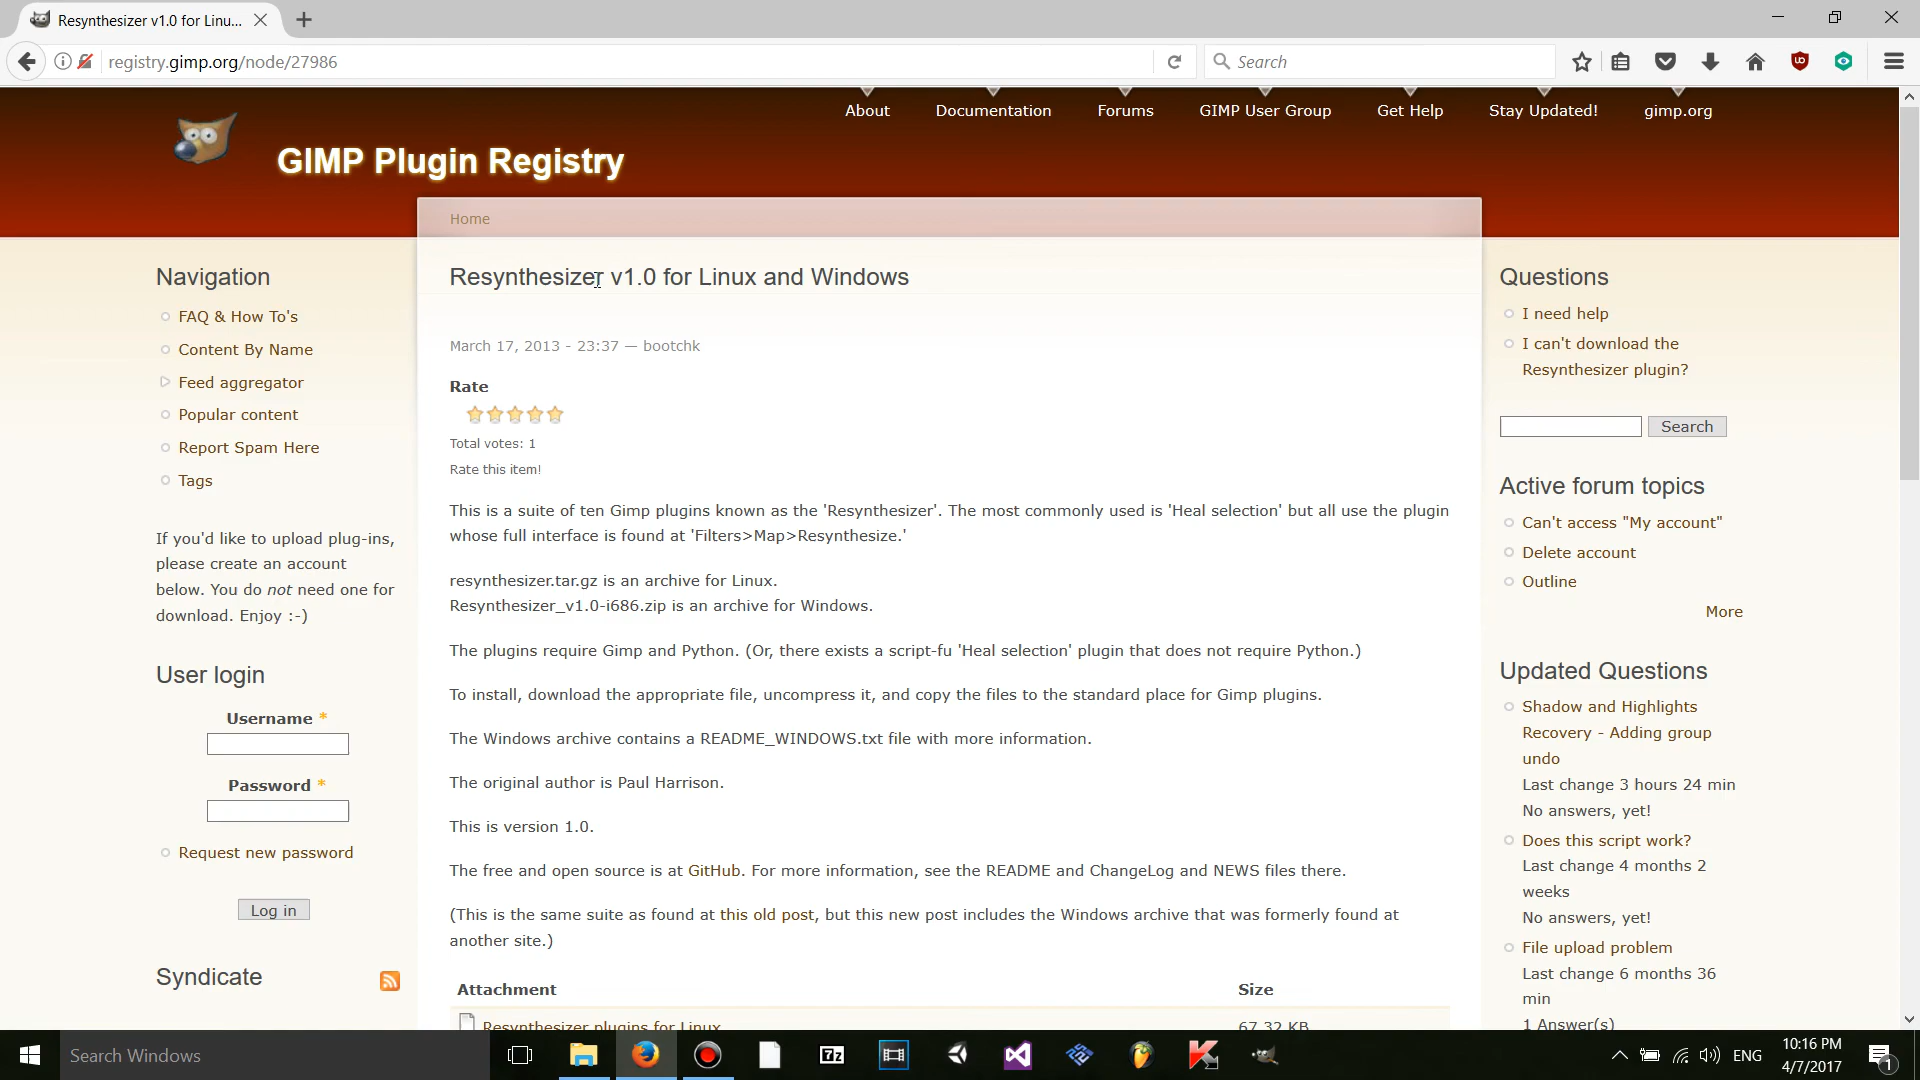 Resynthesizer v1.0 for Linu...
registry.gimp.org/node/27986
Search
About
Documentation
Forums
GIMP User Group
Get Help
Stay Updated!
gimp.org
GIMP Plugin Registry
Home
Navigation
FAQ & How To's
Content By Name
Feed aggregator
Popular content
Report Spam Here
Tags
If you'd like to upload plug-ins,
please create an account
below. You do not need one for
download. Enjoy :-)
User login
Username *
Password *
Request new password
Log in
Syndicate
Resynthesizer v1.0 for Linux and Windows
March 17, 2013 - 23:37 — bootchk
Rate
Total votes: 1
Rate this item!
This is a suite of ten Gimp plugins known as the 'Resynthesizer'. The most commonly used is 'Heal selection' but all use the plugin
whose full interface is found at 'Filters>Map>Resynthesize.'
resynthesizer.tar.gz is an archive for Linux.
Resynthesizer_v1.0-i686.zip is an archive for Windows.
The plugins require Gimp and Python. (Or, there exists a script-fu 'Heal selection' plugin that does not require Python.)
To install, download the appropriate file, uncompress it, and copy the files to the standard place for Gimp plugins.
The Windows archive contains a README_WINDOWS.txt file with more information.
The original author is Paul Harrison.
This is version 1.0.
The free and open source is at GitHub. For more information, see the README and ChangeLog and NEWS files there.
(This is the same suite as found at this old post, but this new post includes the Windows archive that was formerly found at
another site.)
Attachment Size
Resynthesizer plugins for Linux 67.32 KB
Questions
I need help
I can't download the
Resynthesizer plugin?
Search
Active forum topics
Can't access "My account"
Delete account
Outline
More
Updated Questions
Shadow and Highlights
Recovery - Adding group
undo
Last change 3 hours 24 min
No answers, yet!
Does this script work?
Last change 4 months 2
weeks
No answers, yet!
File upload problem
Last change 6 months 36
min
1 Answer(s)
Search Windows
7z
ENG
10:16 PM
4/7/2017
1